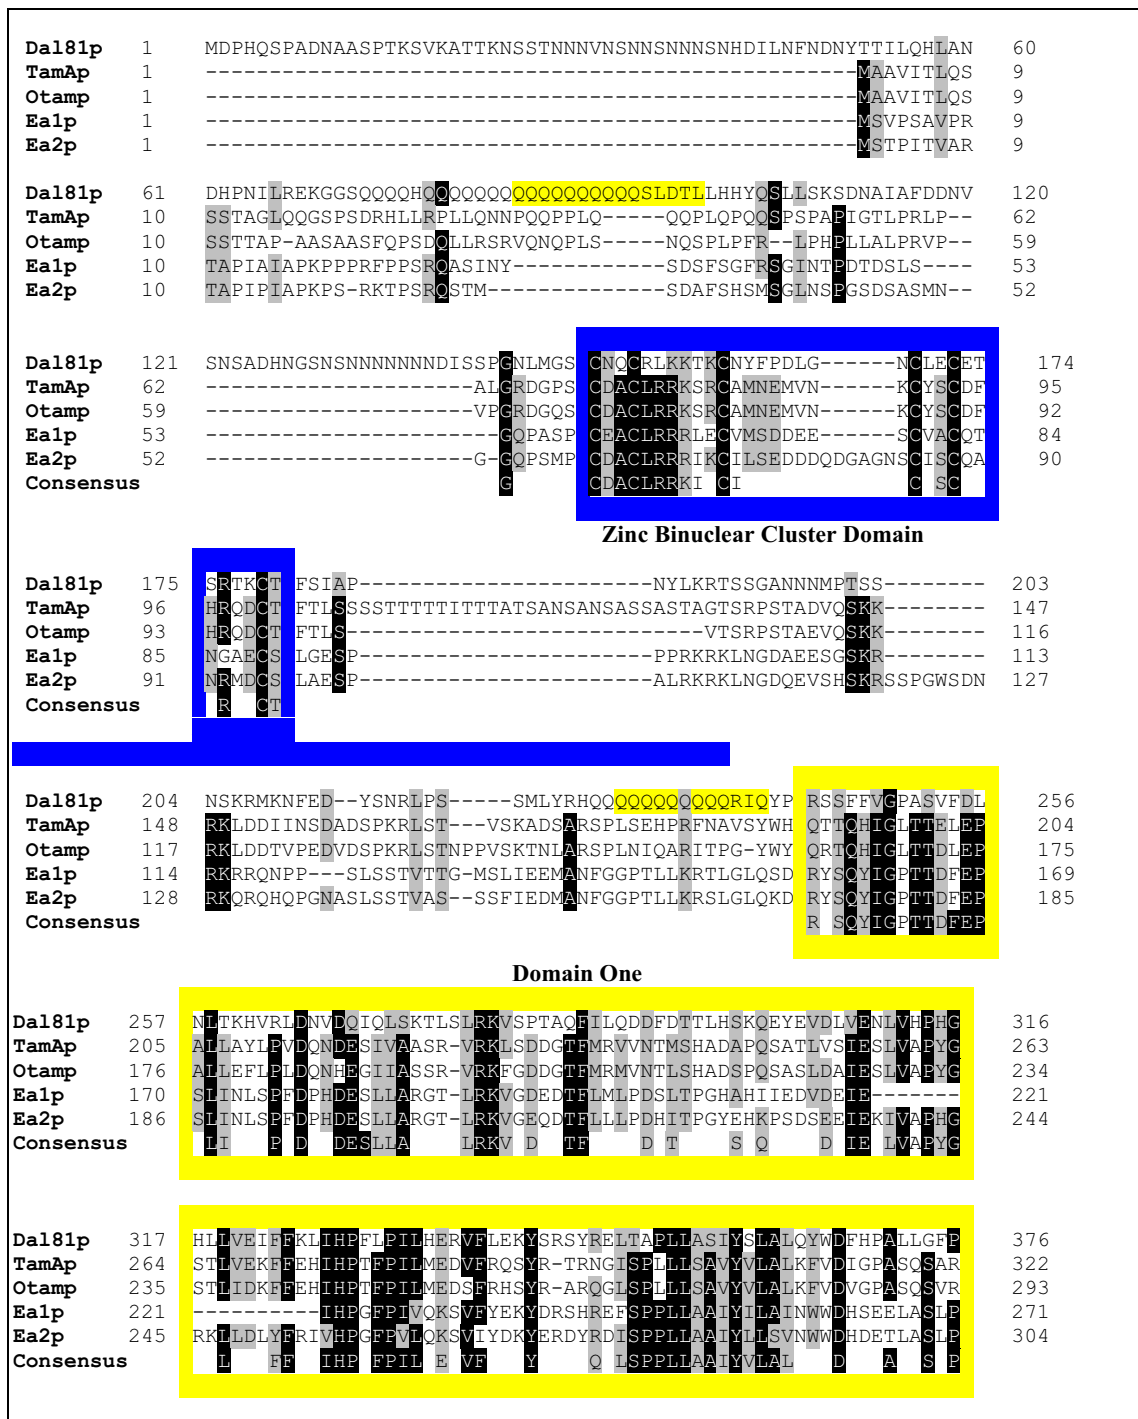 Dal81p 1 MDPHQSPADNAASPTKSVKATTKNSSTNNNVNSNNSNNNSNHDILNFNDNYTTILQHLAN 60
TamAp 1 ---------------------------------------------------MAAVITLQS 9
Otamp 1 ---------------------------------------------------MAAVITLQS 9
Ea1p 1 ---------------------------------------------------MSVPSAVPR 9
Ea2p 1 ---------------------------------------------------MSTPITVAR 9
Dal81p 61 DHPNILREKGGSQQQQHQQQQQQQQQQQQQQQQQSLDTLLHHYQSLLSKSDNAIAFDDNV 120
TamAp 10 SSTAGLQQGSPSDRHLLRPLLQNNPQQPPLQ-----QQPLQPQQSPSPAPIGTLPRLP-- 62
Otamp 10 SSTTAP-AASAASFQPSDQLLRSRVQNQPLS-----NQSPLPFR--LPHPLLALPRVP-- 59
Ea1p 10 TAPIAIAPKPPPRFPPSRQASINY------------SDSFSGFRSGINTPDTDSLS---- 53
Ea2p 10 TAPIPIAPKPS-RKTPSRQSTM--------------SDAFSHSMSGLNSPGSDSASMN-- 52
Dal81p 121 SNSADHNGSNSNNNNNNNNDISSPGNLMGS CNQCRLKKTKCNYFPDLG------NCLECET 174
TamAp 62 ---------------------ALGRDGPS CDACLRRKSRCAMNEMVN------KCYSCDF 95
Otamp 59 ---------------------VPGRDGQS CDACLRRKSRCAMNEMVN------KCYSCDF 92
Ea1p 53 -----------------------GQPASP CEACLRRRLECVMSDDEE------SCVACQT 84
Ea2p 52 ---------------------G-GQPSMP CDACLRRRIKCILSEDDDQDGAGNSCISCQA 90
Consensus G CDACLRRKI CI C SC
Zinc Binuclear Cluster Domain
Dal81p 175 SRTKCT FSIAP-----------------------NYLKRTSSGANNNMPTSS-------- 203
TamAp 96 HRQDCT FTLSSSSTTTTTITTTATSANSANSASSASTAGTSRPSTADVQSKK-------- 147
Otamp 93 HRQDCT FTLS----------------------------VTSRPSTAEVQSKK-------- 116
Ea1p 85 NGAECS LGESP-----------------------PPRKRKLNGDAEESGSKR-------- 113
Ea2p 91 NRMDCS LAESP-----------------------ALRKRKLNGDQEVSHSKRSSPGWSDN 127
Consensus R CT
Dal81p 204 NSKRMKNFED--YSNRLPS-----SMLYRHQQQQQQQQQQQQRIQYP RSSFFVGPASVFDL 256
TamAp 148 RKLDDIINSDADSPKRLST---VSKADSARSPLSEHPRFNAVSYWH QTTQHIGLTTELEP 204
Otamp 117 RKLDDTVPEDVDSPKRLSTNPPVSKTNLARSPLNIQARITPG-YWY QRTQHIGLTTDLEP 175
Ea1p 114 RKRRQNPP---SLSSTVTTG-MSLIEEMANFGGPTLLKRTLGLQSD RYSQYIGPTTDFEP 169
Ea2p 128 RKQRQHQPGNASLSSTVAS--SSFIEDMANFGGPTLLKRSLGLQKD RYSQYIGPTTDFEP 185
Consensus R SQYIGPTTDFEP
Domain One
Dal81p 257 NLTKHVRLDNVDQIQLSKTLSLRKVSPTAQFILQDDFDTTLHSKQEYEVDLVENLVHPHG 316
TamAp 205 ALLAYLPVDQNDESIVAASR-VRKLSDDGTFMRVVNTMSHADAPQSATLVSIESLVAPYG 263
Otamp 176 ALLEFLPLDQNHEGIIASSR-VRKFGDDGTFMRMVNTLSHADSPQSASLDAIESLVAPYG 234
Ea1p 170 SLINLSPFDPHDESLLARGT-LRKVGDEDTFLMLPDSLTPGHAHIIEDVDEIE------- 221
Ea2p 186 SLINLSPFDPHDESLLARGT-LRKVGEQDTFLLLPDHITPGYEHKPSDSEEIEKIVAPHG 244
Consensus LI P D DESLLA LRKV D TF D T S Q D IE LVAPYG
Dal81p 317 HLLVEIFFKLIHPFLPILHERVFLEKYSRSYRELTAPLLASIYSLALQYWDFHPALLGFP 376
TamAp 264 STLVEKFFEHIHPTFPILMEDVFRQSYR-TRNGISPLLLSAVYVLALKFVDIGPASQSAR 322
Otamp 235 STLIDKFFEHIHPTFPILMEDSFRHSYR-ARQGLSPLLLSAVYVLALKFVDVGPASQSVR 293
Ea1p 221 ----------IHPGFPIVQKSVFYEKYDRSHREFSPPLLAAIYILAINWWDHSEELASLP 271
Ea2p 245 RKLLDLYFRIVHPGFPVLQKSVIYDKYERDYRDISPPLLAAIYLLSVNWWDHDETLASLP 304
Consensus L FF IHP FPIL E VF Y Q LSPPLLAAIYVLAL D A S P